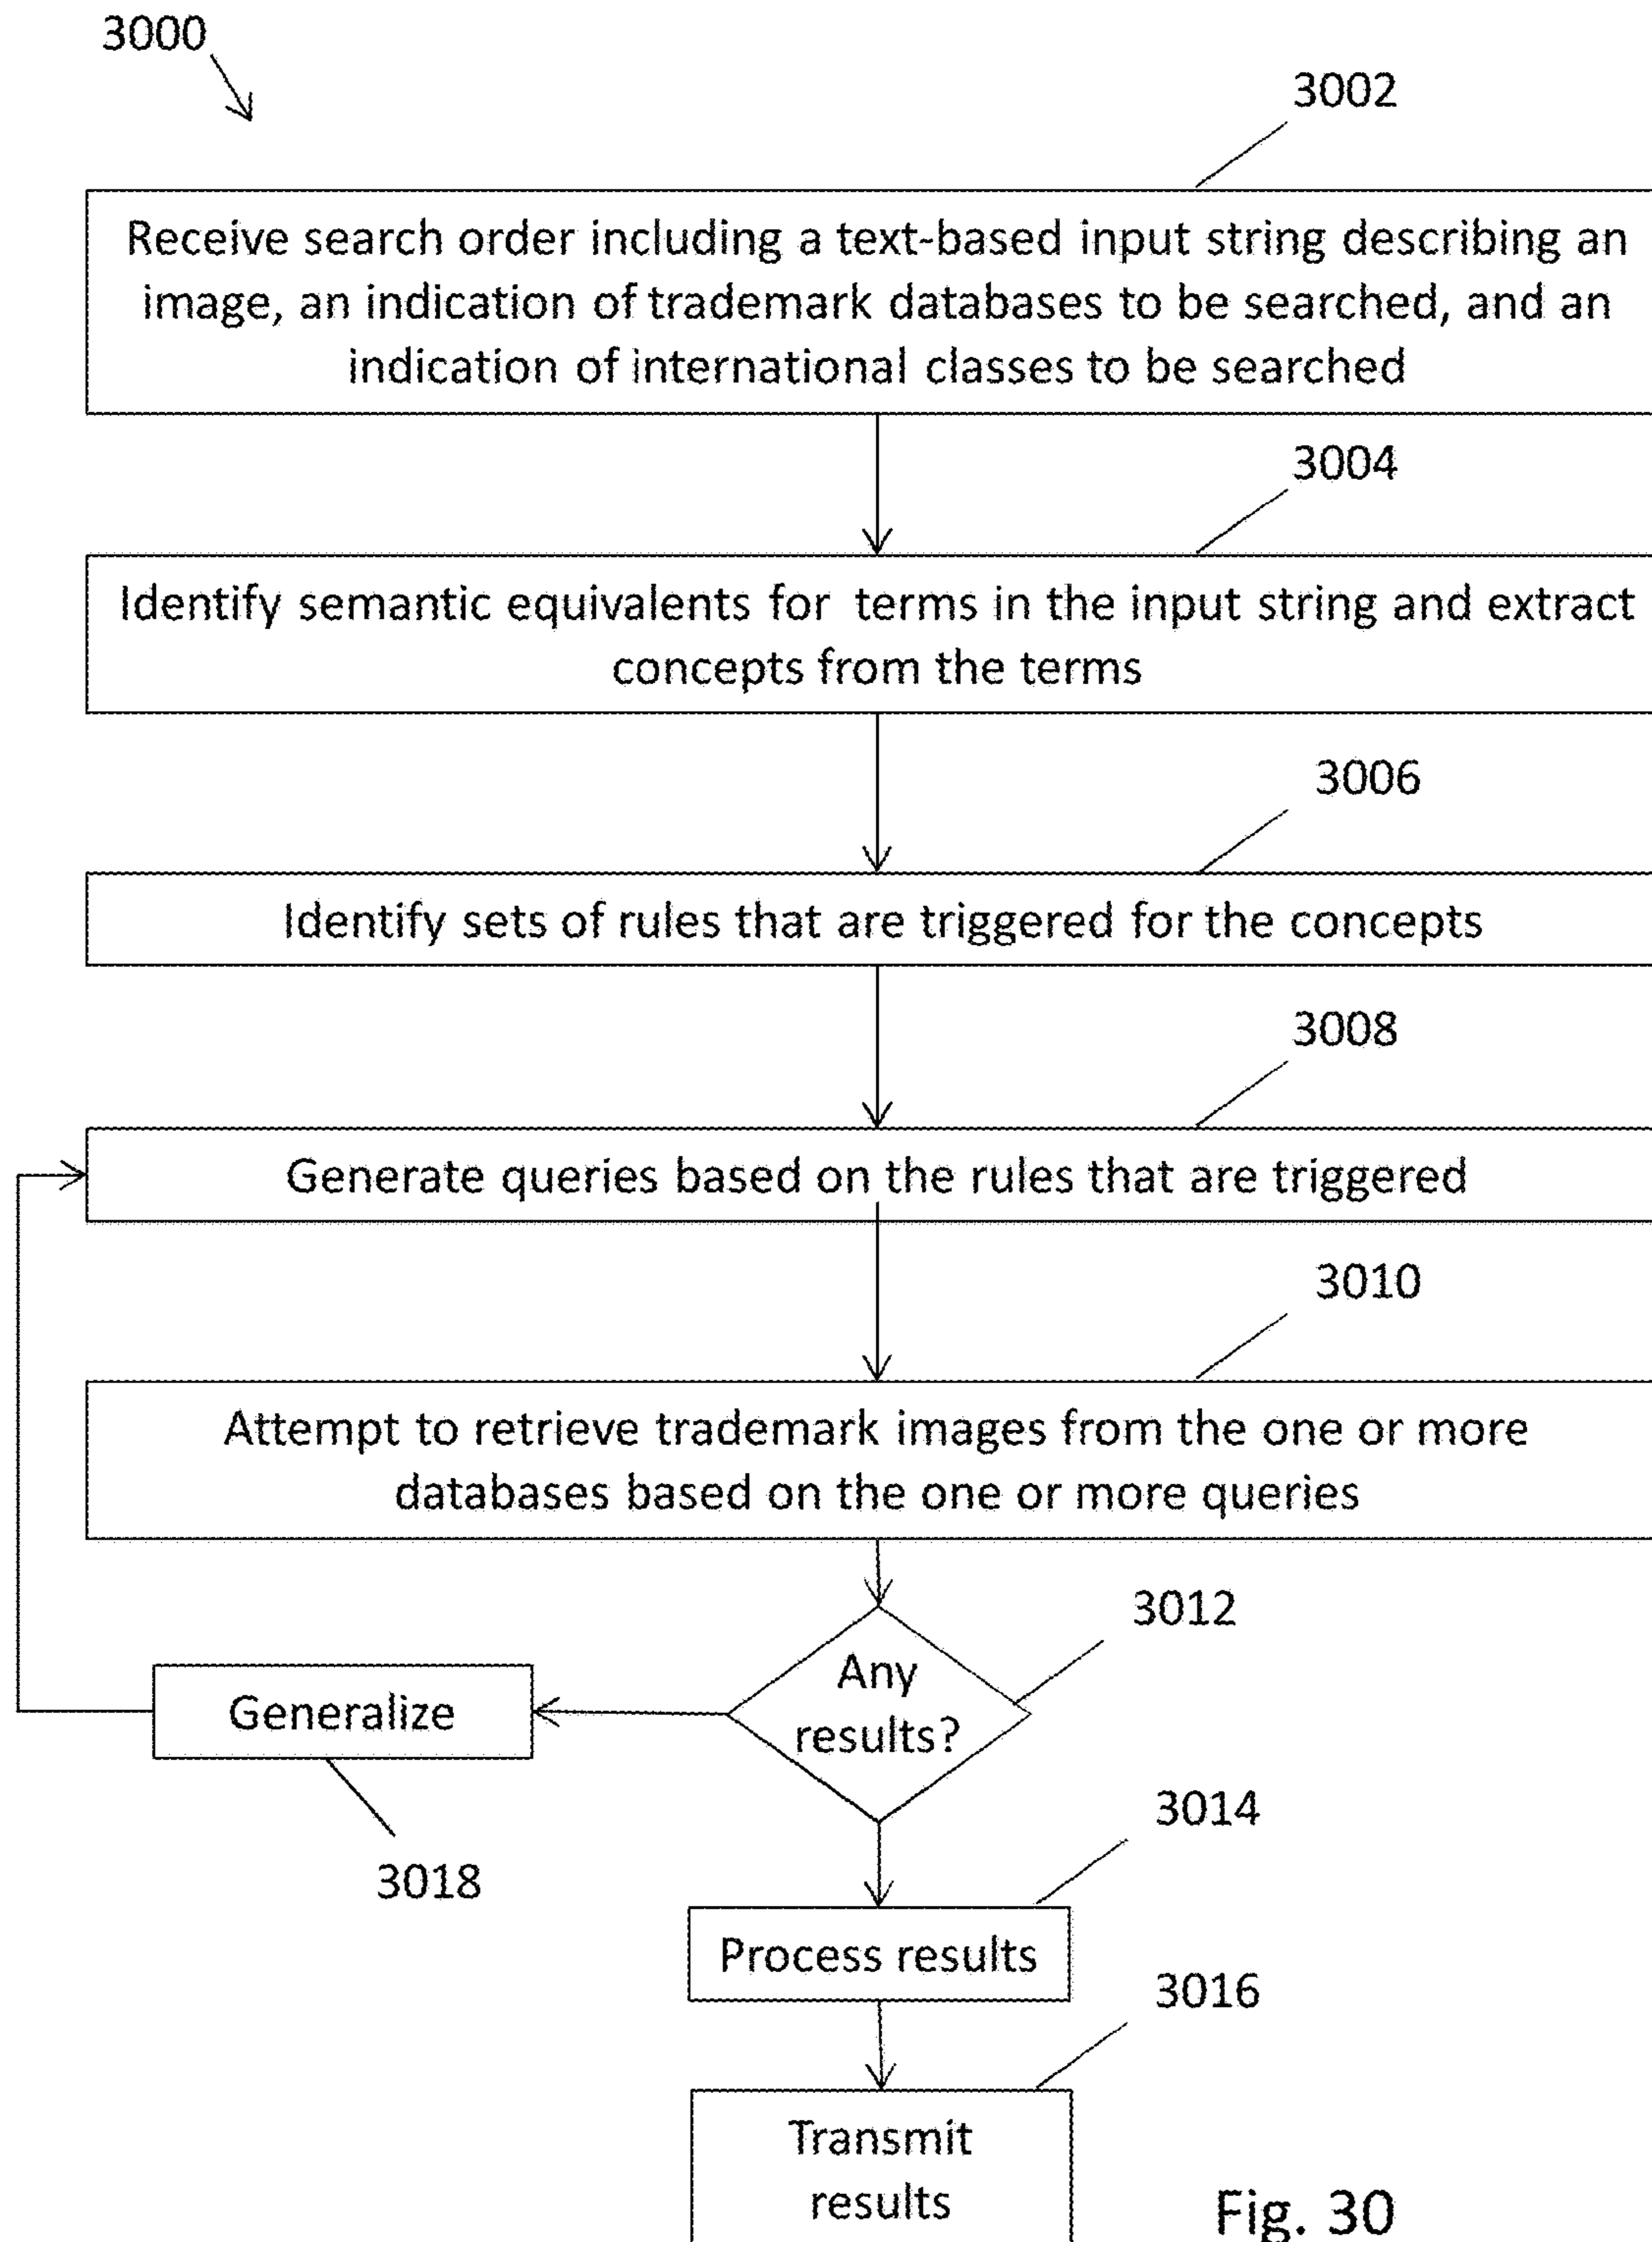 3000
3002
Receive search order including a text-based input string describing an
image, an indication of trademark databases to be searched, and an
indication of international classes to be searched
3004
Identify semantic equivalents for terms in the input string and extract
concepts from the terms
3006
Identify sets of rules that are triggered for the concepts
3008
Generate queries based on the rules that are triggered
3010
Attempt to retrieve trademark images from the one or more
databases based on the one or more queries
3012
Any
results?
Generalize
3018
3014
Process results
3016
Transmit
results
Fig. 30